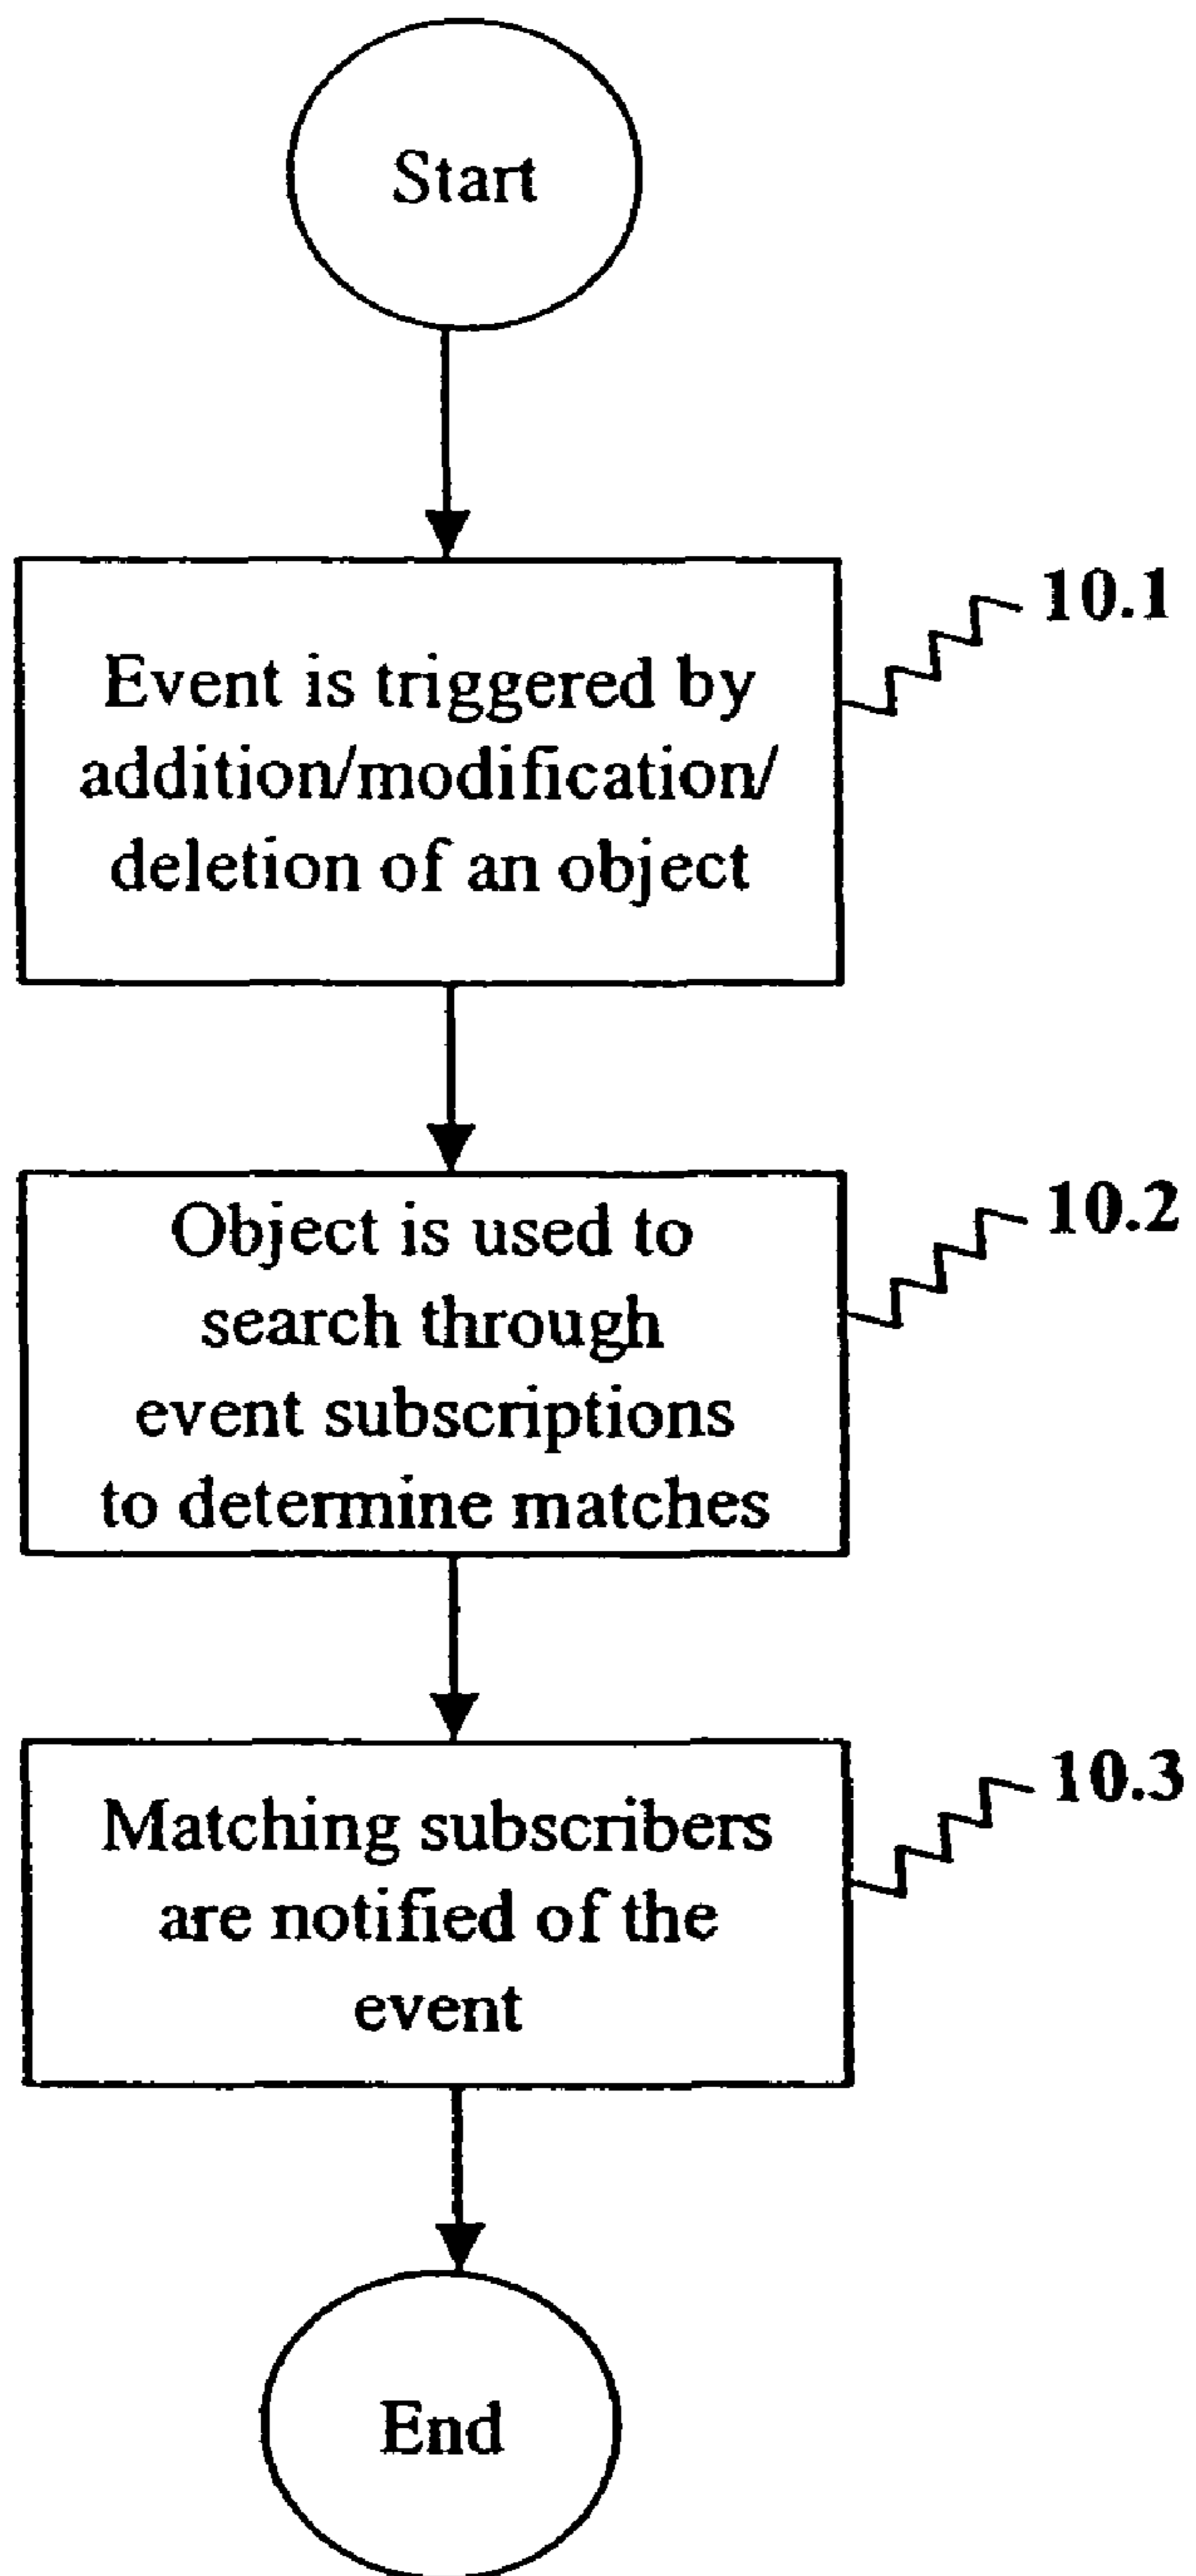 Start
10.1
Event is triggered by
addition/modification/
deletion of an object
10.2
Object is used to
search through
event subscriptions
to determine matches
10.3
Matching subscribers
are notified of the
event
End